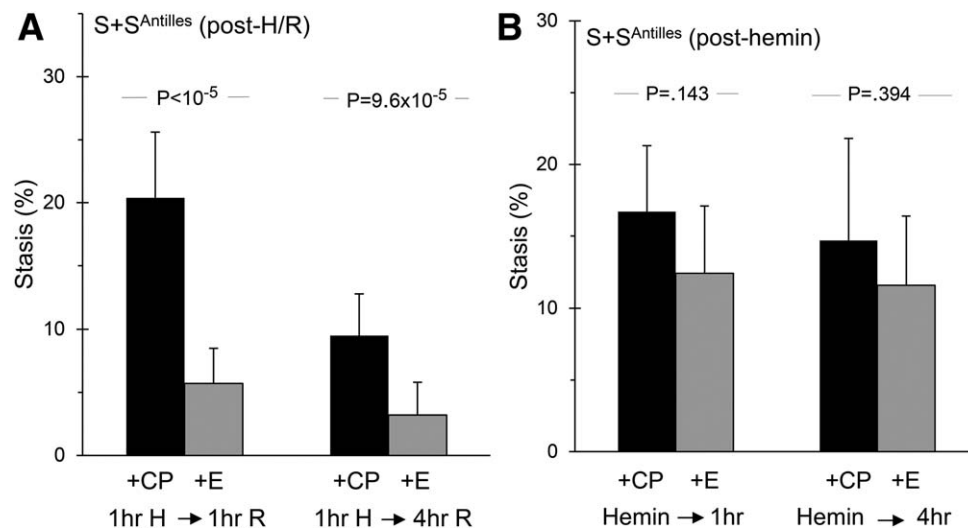 A
S+S^Antilles (post-H/R)
30
20
10
0
Stasis (%)
P<10^-5
P=9.6x10^-5
+CP +E +CP +E
1hr H → 1hr R 1hr H → 4hr R
B
S+S^Antilles (post-hemin)
30
20
10
0
Stasis (%)
P=.143
P=.394
+CP +E +CP +E
Hemin → 1hr Hemin → 4hr